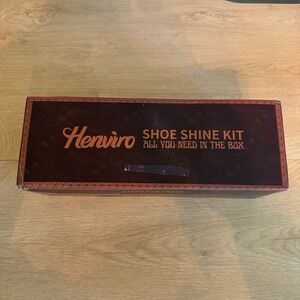 Henviro
SHOE SHINE KIT
ALL YOU NEED IN THE BOX